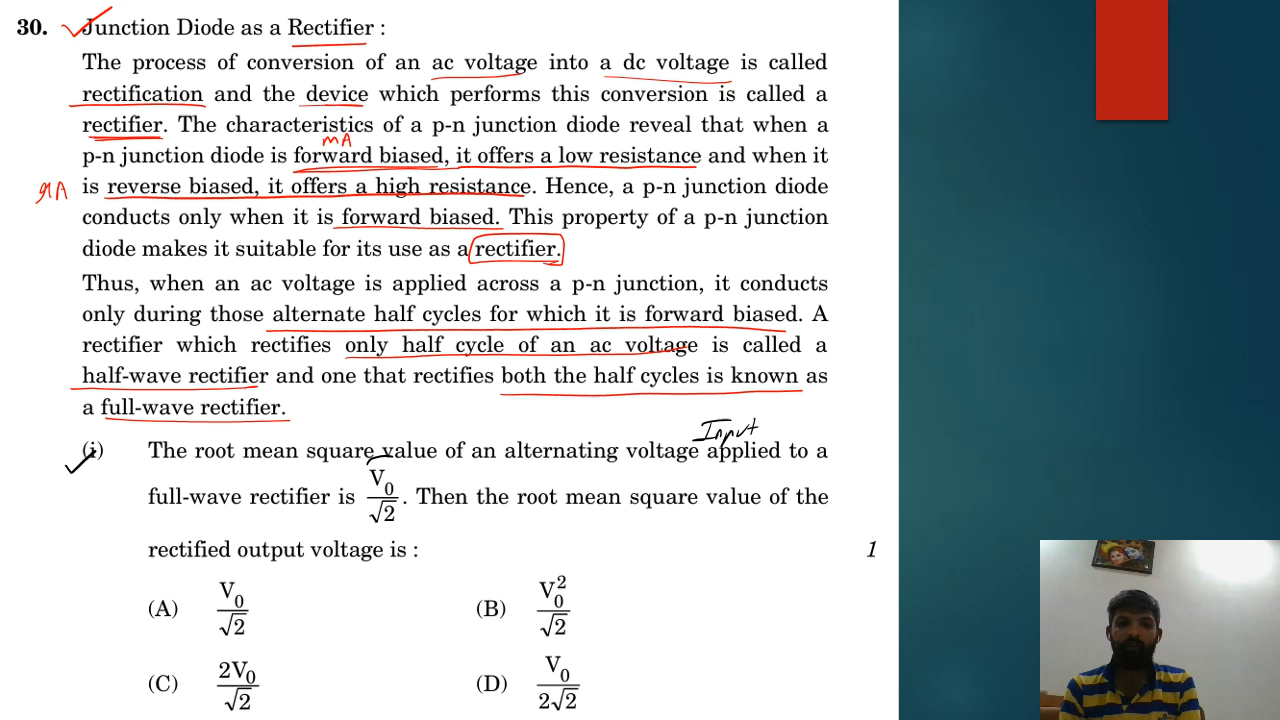 30. Junction Diode as a Rectifier :
The process of conversion of an ac voltage into a dc voltage is called
rectification and the device which performs this conversion is called a
rectifier. The characteristics of a p-n junction diode reveal that when a
mA
p-n junction diode is forward biased, it offers a low resistance and when it
is reverse biased, it offers a high resistance. Hence, a p-n junction diode
conducts only when it is forward biased. This property of a p-n junction
diode makes it suitable for its use as a rectifier.
Thus, when an ac voltage is applied across a p-n junction, it conducts
only during those alternate half cycles for which it is forward biased. A
rectifier which rectifies only half cycle of an ac voltage is called a
half-wave rectifier and one that rectifies both the half cycles is known as
a full-wave rectifier.
Input
(i) The root mean square value of an alternating voltage applied to a
full-wave rectifier is V₀/√2. Then the root mean square value of the
rectified output voltage is : 1
(A) V₀/√2 (B) V₀²/√2
(C) 2V₀/√2 (D) V₀/2√2